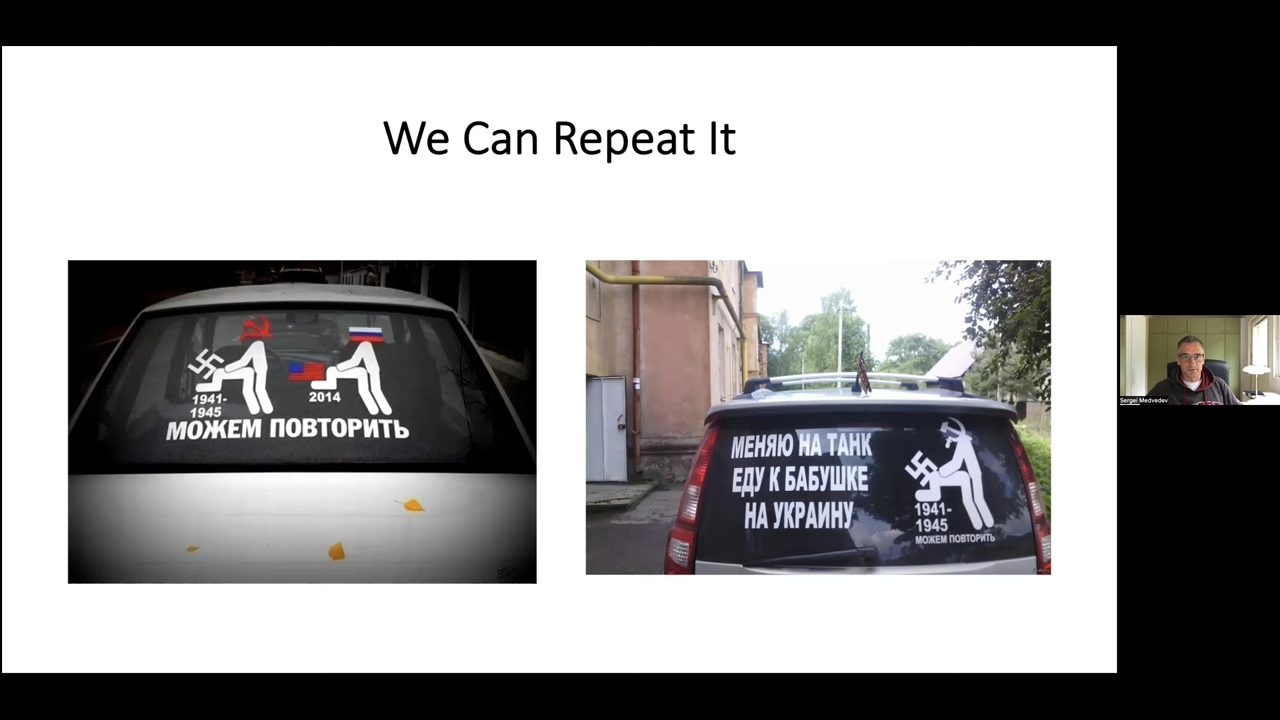 We Can Repeat It
1941-
1945
2014
МОЖЕМ ПОВТОРИТЬ
МЕНЯЮ НА ТАНК
ЕДУ К БАБУШКЕ
НА УКРАИНУ
1941-
1945
МОЖЕМ ПОВТОРИТЬ
Sergei Medvedev